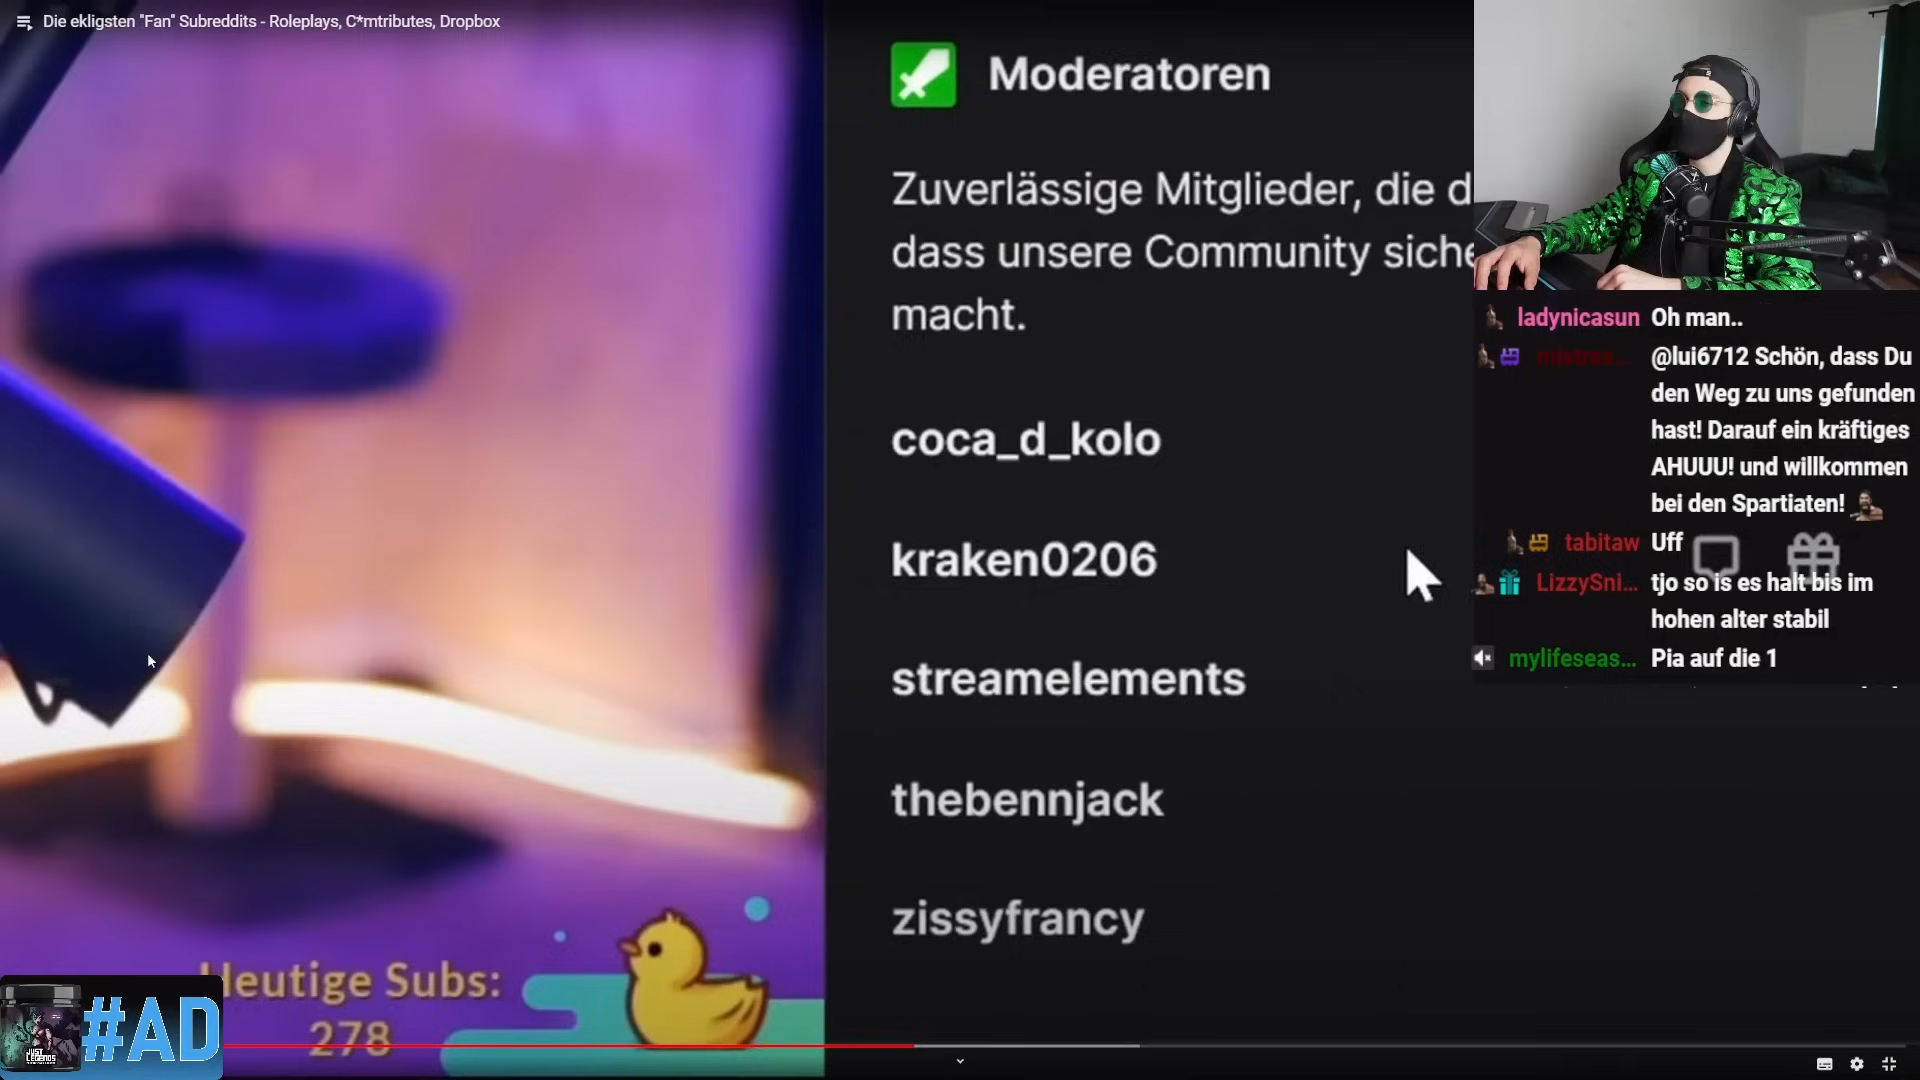 Die ekligsten "Fan" Subreddits - Roleplays, C*mtributes, Dropbox
Moderatoren
Zuverlässige Mitglieder, die d
dass unsere Community siche
macht.
coca_d_kolo
kraken0206
streamelements
thebennjack
zissyfrancy
ladynicasun Oh man..
@lui6712 Schön, dass Du
den Weg zu uns gefunden
hast! Darauf ein kräftiges
AHUUU! und willkommen
bei den Spartiaten!
tabitaw Uff
LizzySni... tjo so is es halt bis im
hohen alter stabil
mylifeseas... Pia auf die 1
Heutige Subs:
278
JUST
LEGENDS
#AD